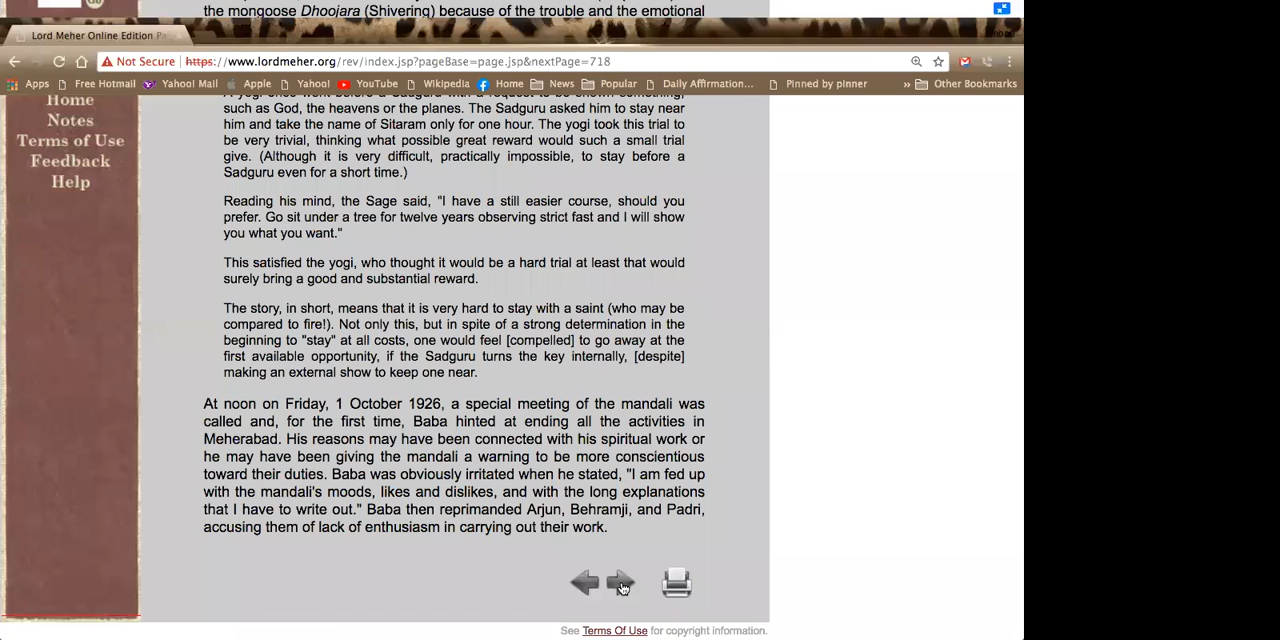 the mongoose Dhoojara (Shivering) because of the trouble and the emotional
Go
Lord Meher Online Edition Pa
Not Secure https://www.lordmeher.org/rev/index.jsp?pageBase=page.jsp&nextPage=718
Apps Free Hotmail Yahoo! Mail Apple Yahoo! YouTube Wikipedia Home News Popular Daily Affirmation... Pinned by pinner » Other Bookmarks
Home
Notes
Terms of Use
Feedback
Help
such as God, the heavens or the planes. The Sadguru asked him to stay near
him and take the name of Sitaram only for one hour. The yogi took this trial to
be very trivial, thinking what possible great reward would such a small trial
give. (Although it is very difficult, practically impossible, to stay before a
Sadguru even for a short time.)
Reading his mind, the Sage said, "I have a still easier course, should you
prefer. Go sit under a tree for twelve years observing strict fast and I will show
you what you want."
This satisfied the yogi, who thought it would be a hard trial at least that would
surely bring a good and substantial reward.
The story, in short, means that it is very hard to stay with a saint (who may be
compared to fire!). Not only this, but in spite of a strong determination in the
beginning to "stay" at all costs, one would feel [compelled] to go away at the
first available opportunity, if the Sadguru turns the key internally, [despite]
making an external show to keep one near.
At noon on Friday, 1 October 1926, a special meeting of the mandali was
called and, for the first time, Baba hinted at ending all the activities in
Meherabad. His reasons may have been connected with his spiritual work or
he may have been giving the mandali a warning to be more conscientious
toward their duties. Baba was obviously irritated when he stated, "I am fed up
with the mandali's moods, likes and dislikes, and with the long explanations
that I have to write out." Baba then reprimanded Arjun, Behramji, and Padri,
accusing them of lack of enthusiasm in carrying out their work.
See Terms Of Use for copyright information.